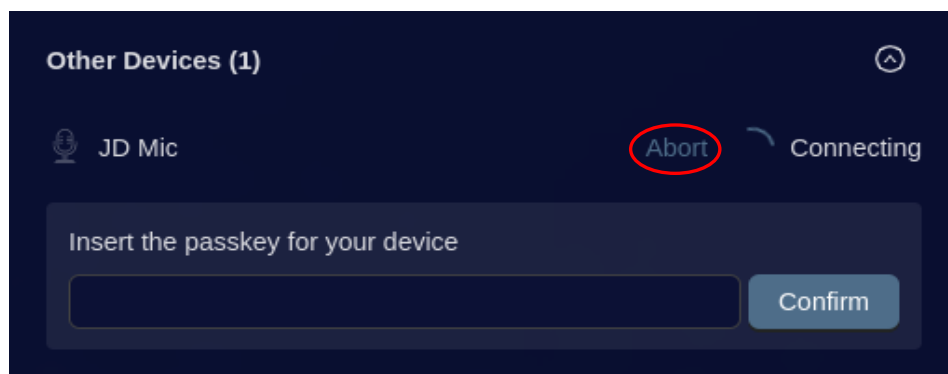 Other Devices (1)
JD Mic Abort Connecting
Insert the passkey for your device
Confirm